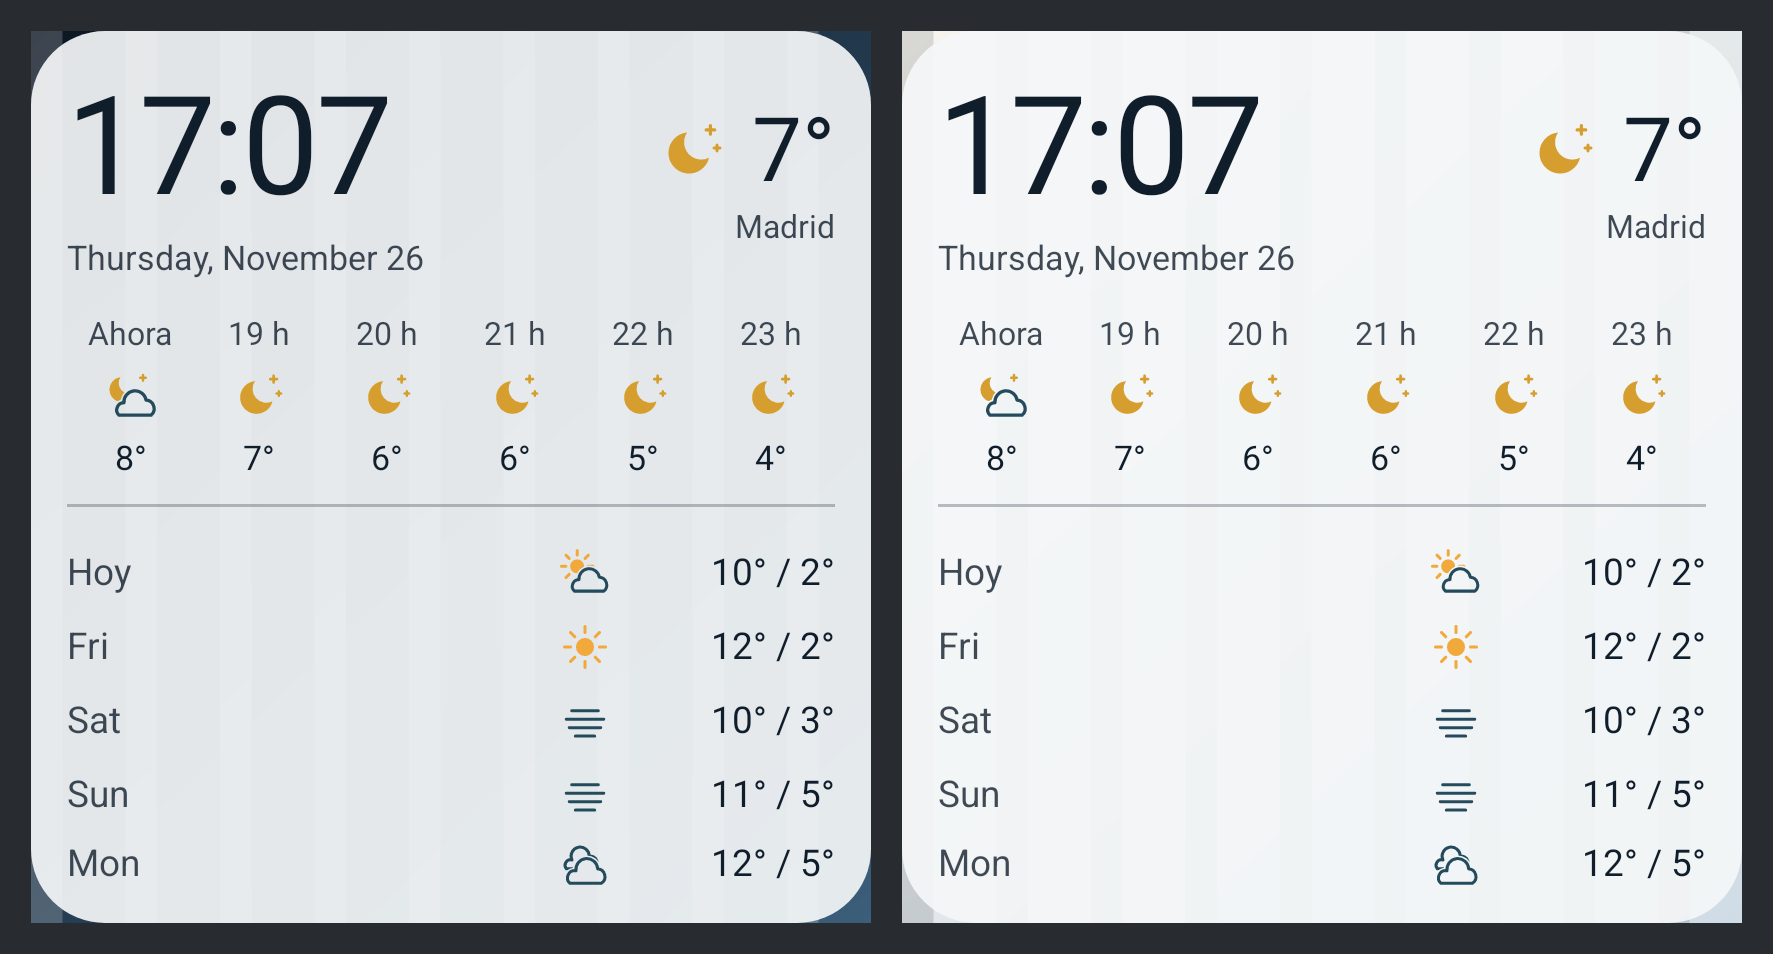 17:07
7°
Madrid
Thursday, November 26
Ahora 19 h 20 h 21 h 22 h 23 h
8° 7° 6° 6° 5° 4°
Hoy 10° / 2°
Fri 12° / 2°
Sat 10° / 3°
Sun 11° / 5°
Mon 12° / 5°
17:07
7°
Madrid
Thursday, November 26
Ahora 19 h 20 h 21 h 22 h 23 h
8° 7° 6° 6° 5° 4°
Hoy 10° / 2°
Fri 12° / 2°
Sat 10° / 3°
Sun 11° / 5°
Mon 12° / 5°